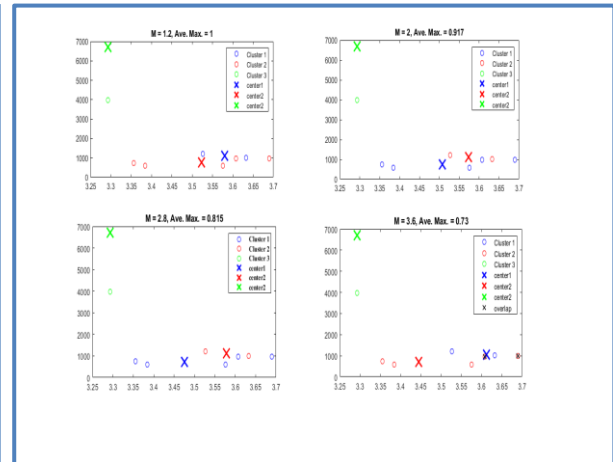 M = 1.2, Ave. Max. = 1
7000
6000
5000
4000
3000
2000
1000
0
3.25 3.3 3.35 3.4 3.45 3.5 3.55 3.6 3.65 3.7
Cluster 1
Cluster 2
Cluster 3
center1
center2
center2
M = 2, Ave. Max. = 0.917
7000
6000
5000
4000
3000
2000
1000
0
3.25 3.3 3.35 3.4 3.45 3.5 3.55 3.6 3.65 3.7
Cluster 1
Cluster 2
Cluster 3
center1
center2
center2
M = 2.8, Ave. Max. = 0.815
7000
6000
5000
4000
3000
2000
1000
0
3.25 3.3 3.35 3.4 3.45 3.5 3.55 3.6 3.65 3.7
Cluster 1
Cluster 2
Cluster 3
center1
center2
center2
M = 3.6, Ave. Max. = 0.73
7000
6000
5000
4000
3000
2000
1000
0
3.25 3.3 3.35 3.4 3.45 3.5 3.55 3.6 3.65 3.7
Cluster 1
Cluster 2
Cluster 3
center1
center2
center2
overlap